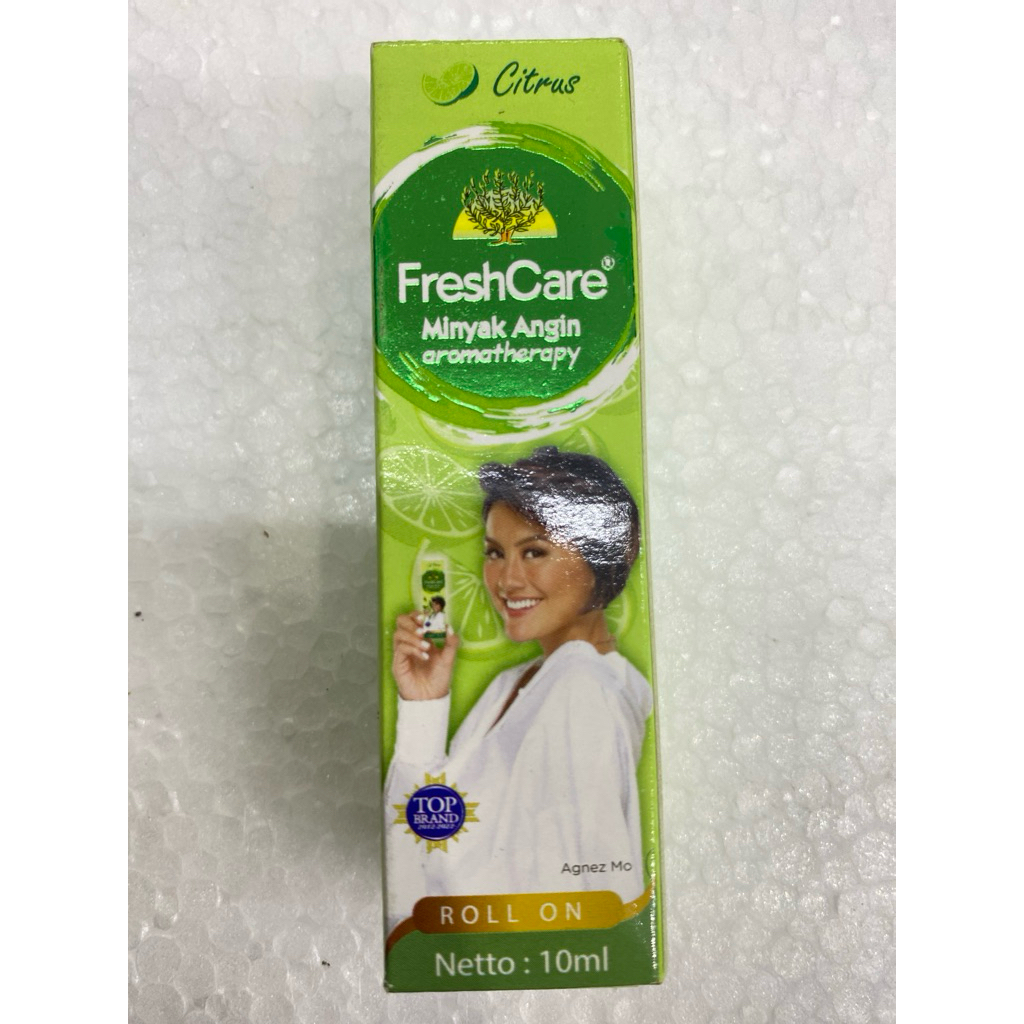 Citrus
FreshCare®
Minyak Angin
aromatherapy
TOP
BRAND
Agnez Mo
ROLL ON
Netto : 10ml